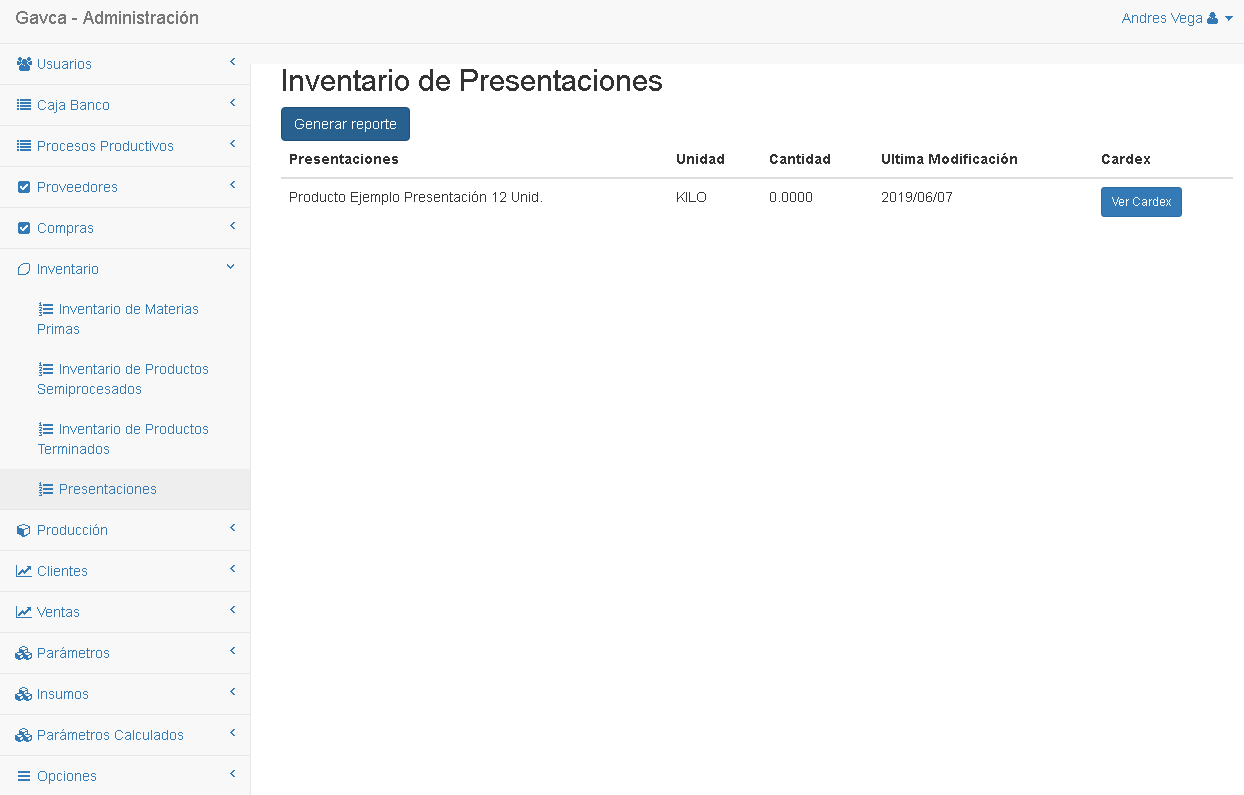 Gavca - Administración
Andres Vega
Usuarios
Caja Banco
Procesos Productivos
Proveedores
Compras
Inventario
Inventario de Materias
Primas
Inventario de Productos
Semiprocesados
Inventario de Productos
Terminados
Presentaciones
Producción
Clientes
Ventas
Parámetros
Insumos
Parámetros Calculados
Opciones
Inventario de Presentaciones
Generar reporte
Presentaciones Unidad Cantidad Ultima Modificación Cardex
Producto Ejemplo Presentación 12 Unid. KILO 0.0000 2019/06/07 Ver Cardex